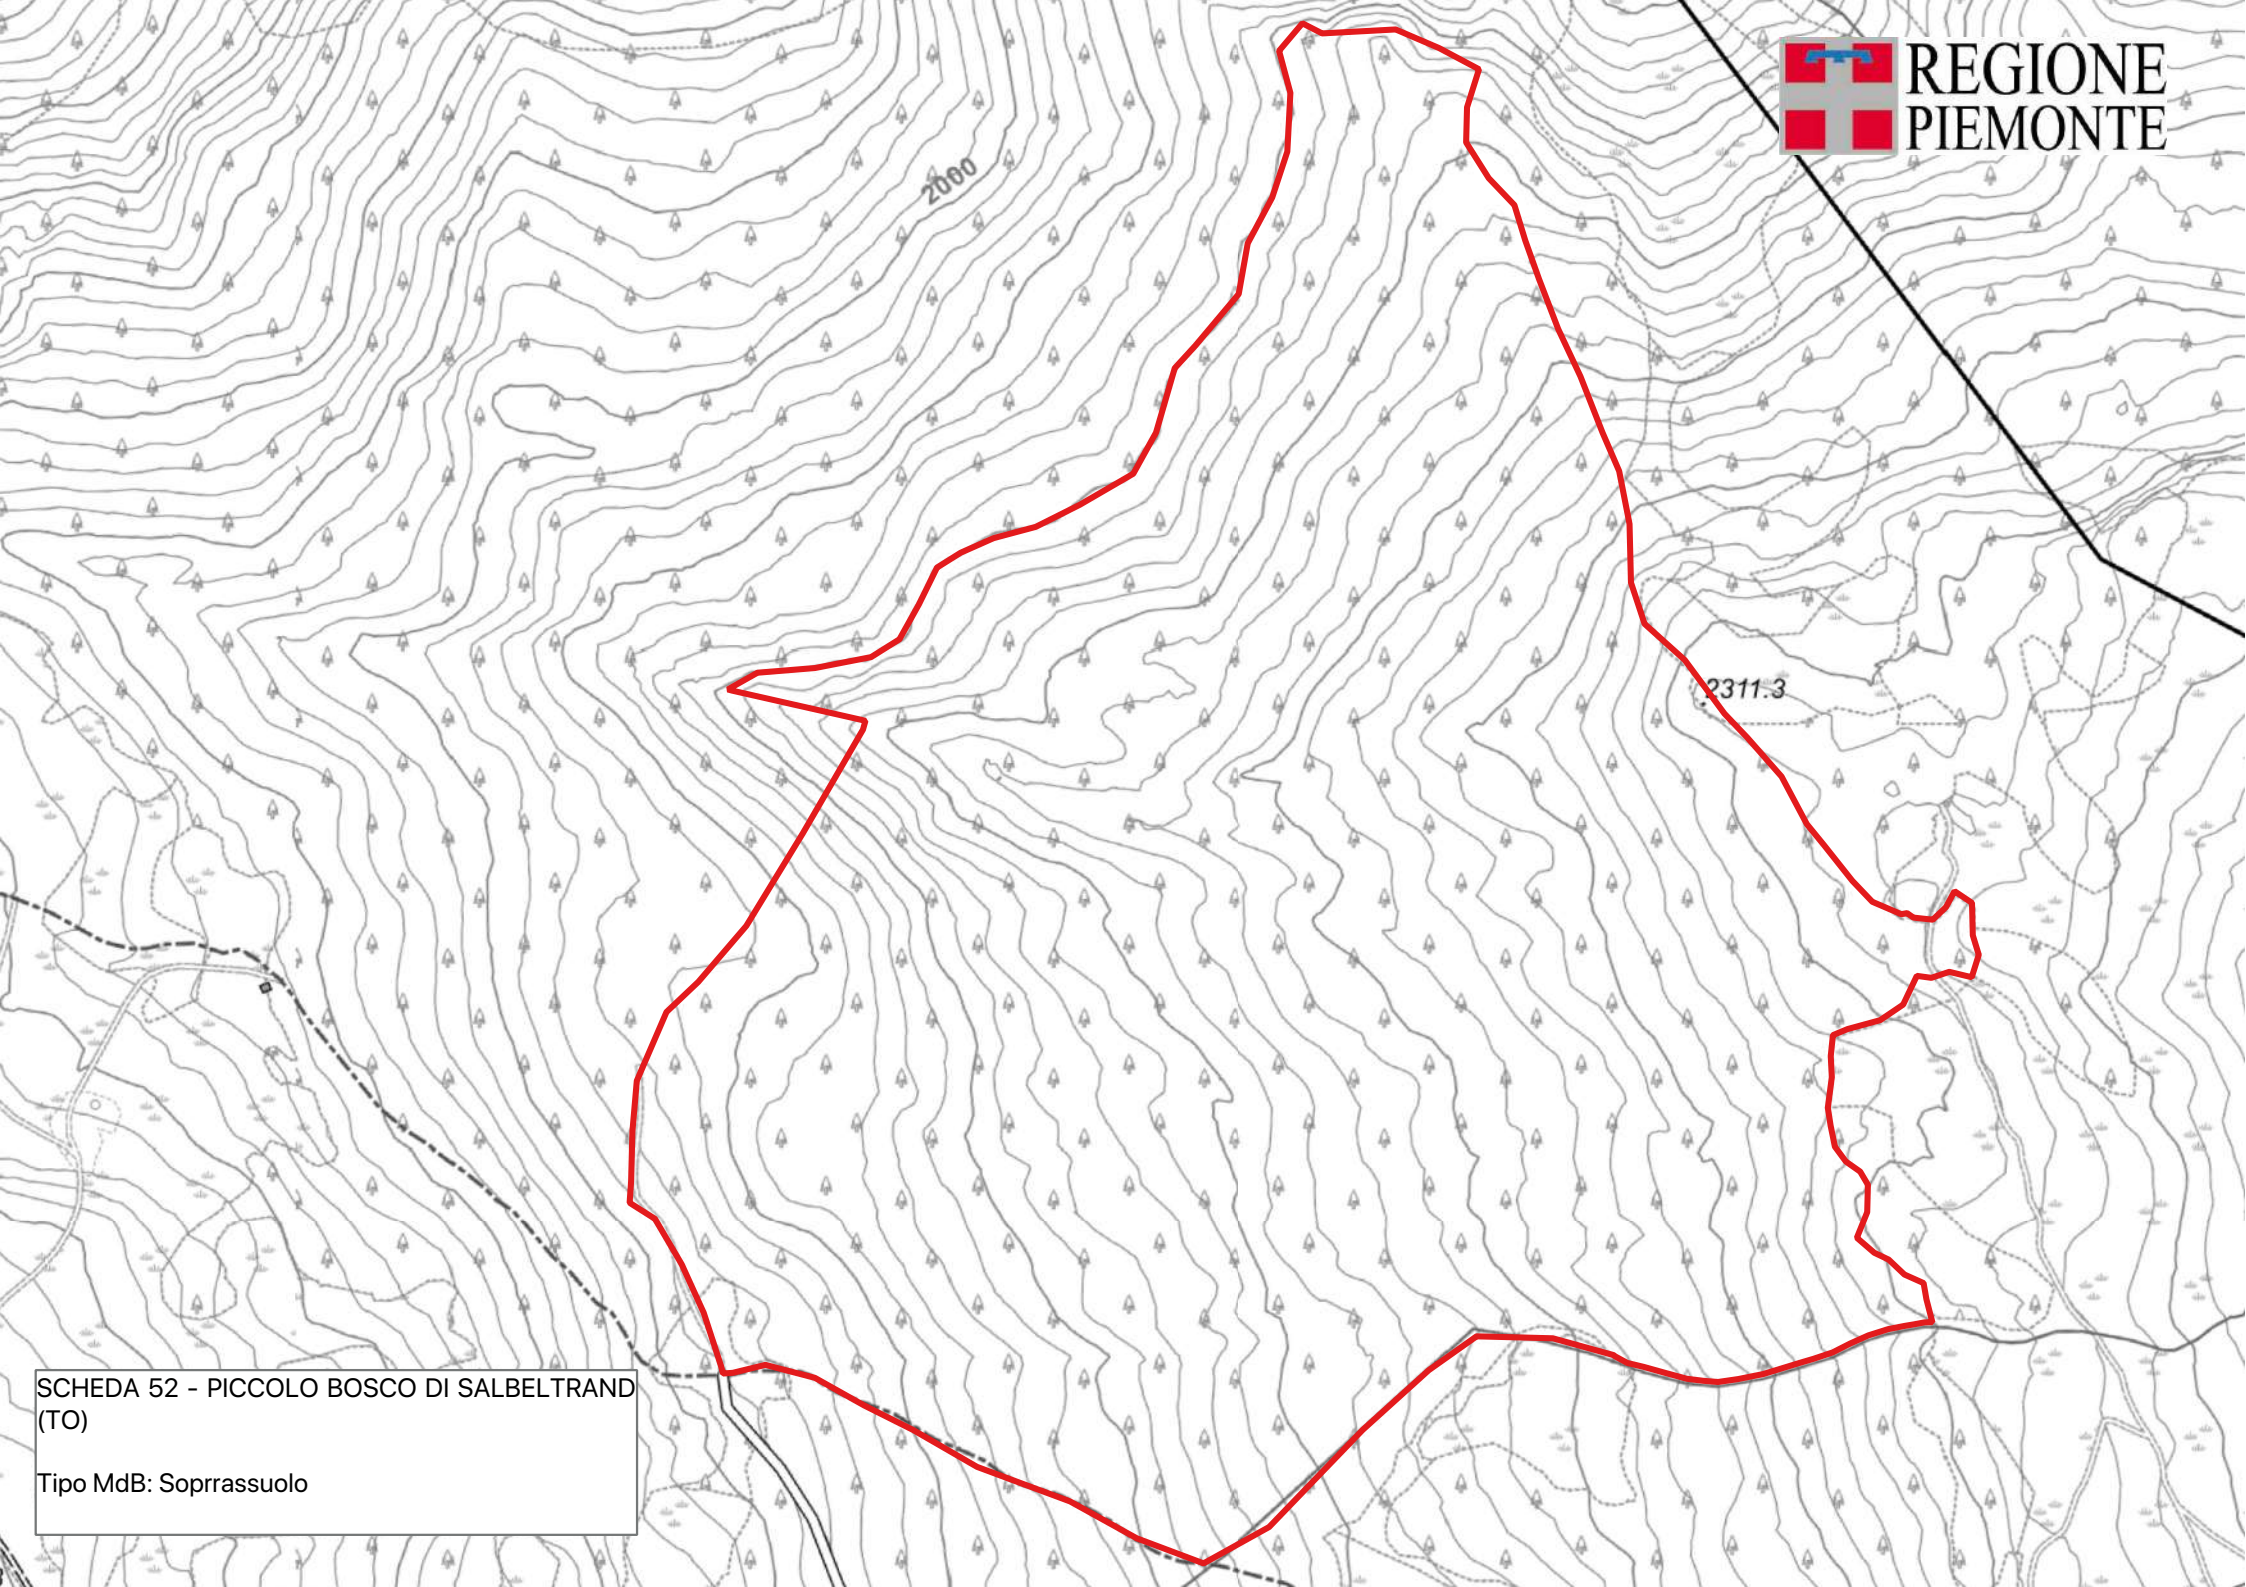 REGIONE
PIEMONTE
2000
2311.3
SCHEDA 52 - PICCOLO BOSCO DI SALBELTRAND
(TO)
Tipo MdB: Soprrassuolo